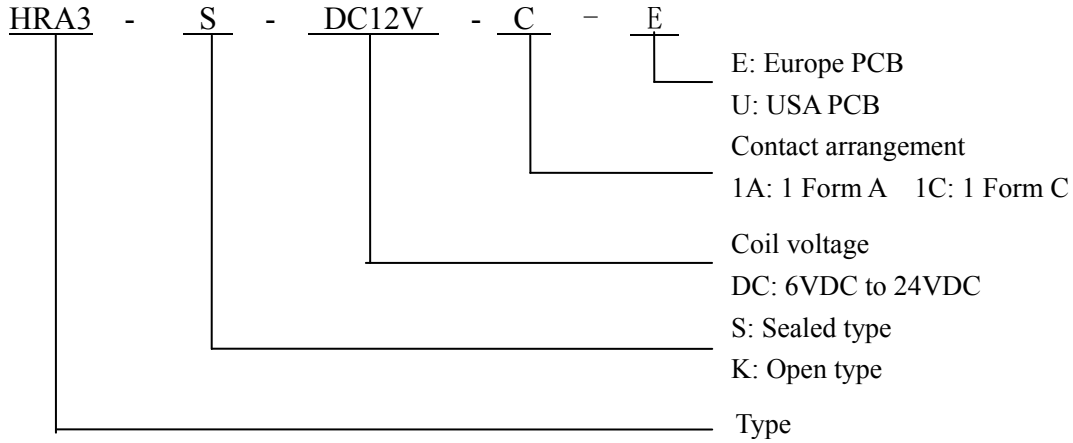 HRA3 - S - DC12V - C - E
E: Europe PCB
U: USA PCB
Contact arrangement
1A: 1 Form A 1C: 1 Form C
Coil voltage
DC: 6VDC to 24VDC
S: Sealed type
K: Open type
Type